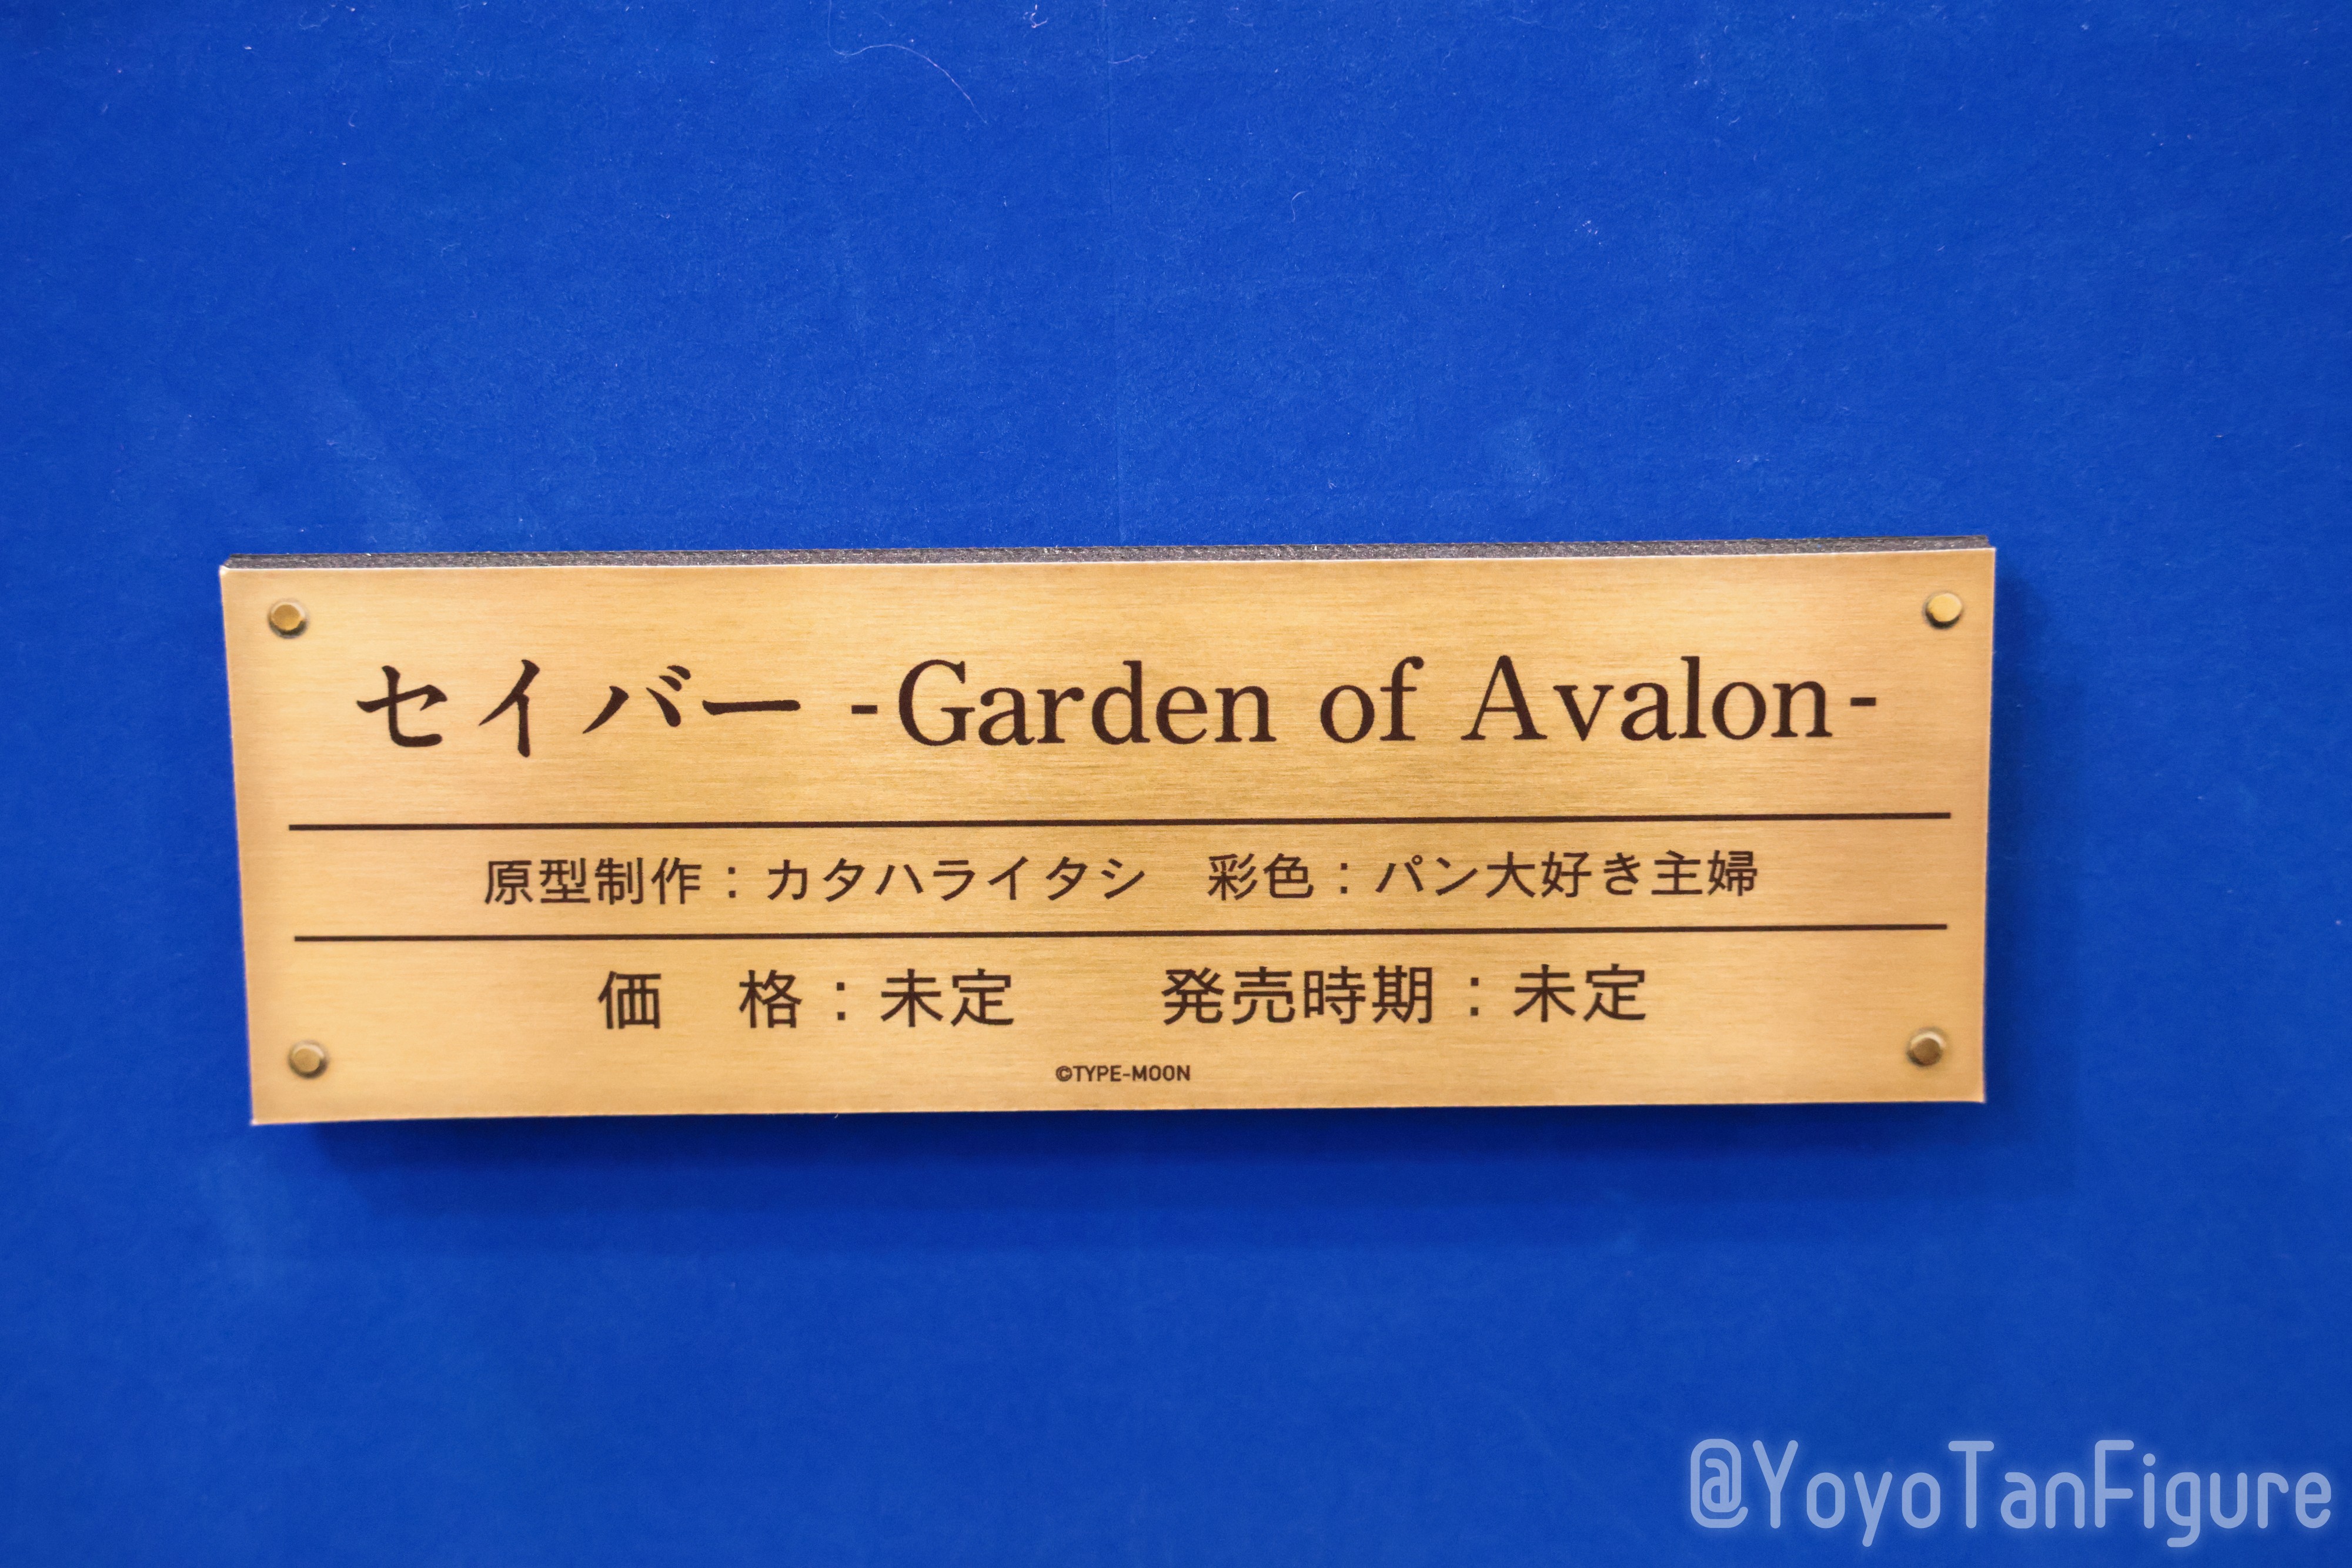 セイバー -Garden of Avalon-
原型制作：カタハライタシ　彩色：パン大好き主婦
価　格：未定　　発売時期：未定
©TYPE-MOON
@YoyoTanFigure